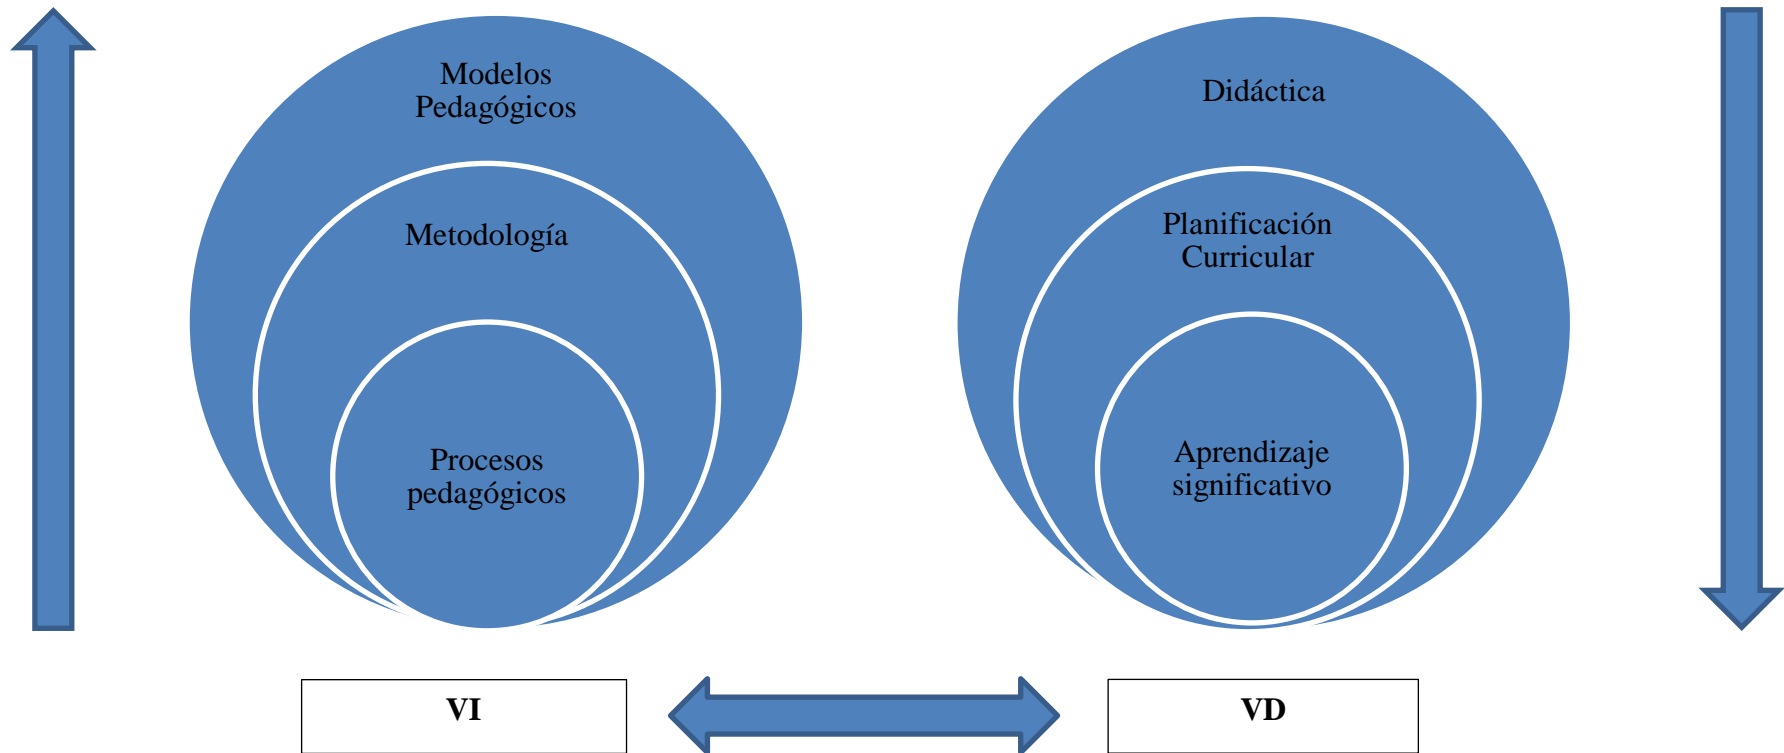 Modelos
Pedagógicos
Metodología
Procesos
pedagógicos
Didáctica
Planificación
Curricular
Aprendizaje
significativo
VI
VD